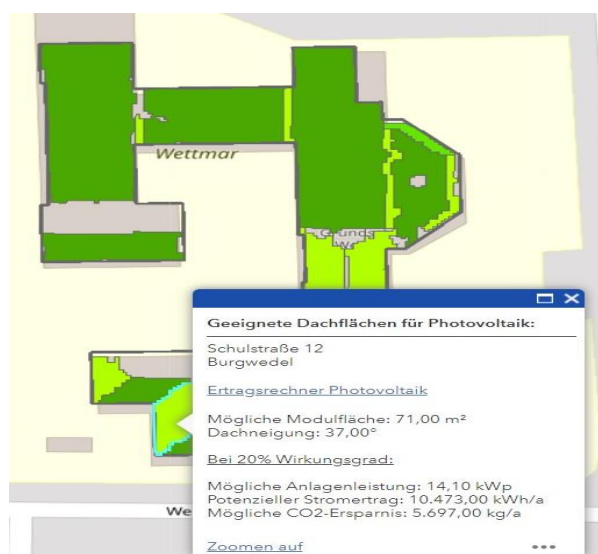 Wettmar
Grunds
W
Geeignete Dachflächen für Photovoltaik:
Schulstraße 12
Burgwedel
Ertragsrechner Photovoltaik
Mögliche Modulfläche: 71,00 m²
Dachneigung: 37,00°
Bei 20% Wirkungsgrad:
Mögliche Anlagenleistung: 14,10 kWp
Potenzieller Stromertrag: 10.473,00 kWh/a
Mögliche CO2-Ersparnis: 5.697,00 kg/a
We
Zoomen auf